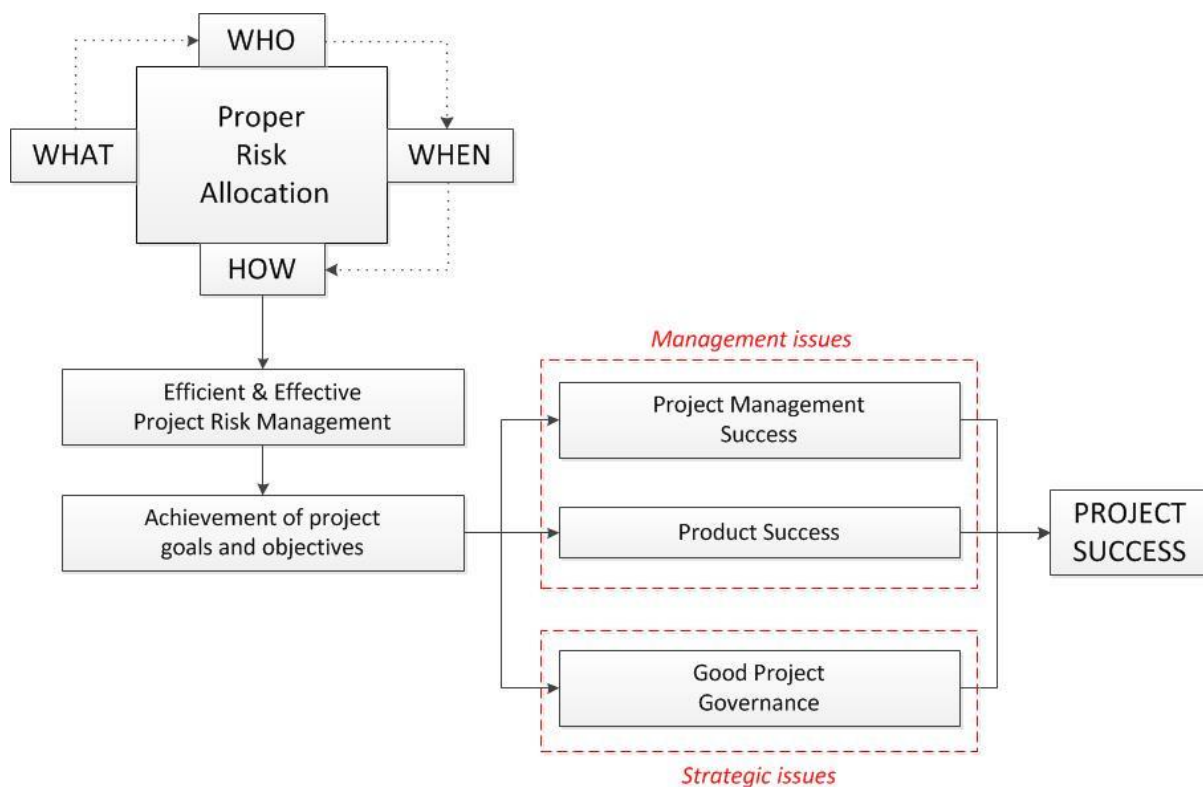 WHO
Proper
Risk
Allocation
WHAT
WHEN
HOW
Efficient & Effective
Project Risk Management
Achievement of project
goals and objectives
Management issues
Project Management
Success
Product Success
Good Project
Governance
Strategic issues
PROJECT
SUCCESS